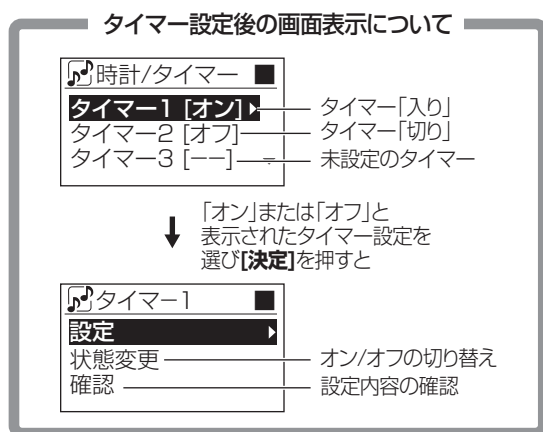 タイマー設定後の画面表示について
時計/タイマー
タイマー1 [オン]
タイマー「入り」
タイマー2 [オフ]
タイマー「切り」
タイマー3 [−−]
未設定のタイマー
「オン」または「オフ」と
表示されたタイマー設定を
選び[決定]を押すと
タイマー1
設定
状態変更
オン/オフの切り替え
確認
設定内容の確認